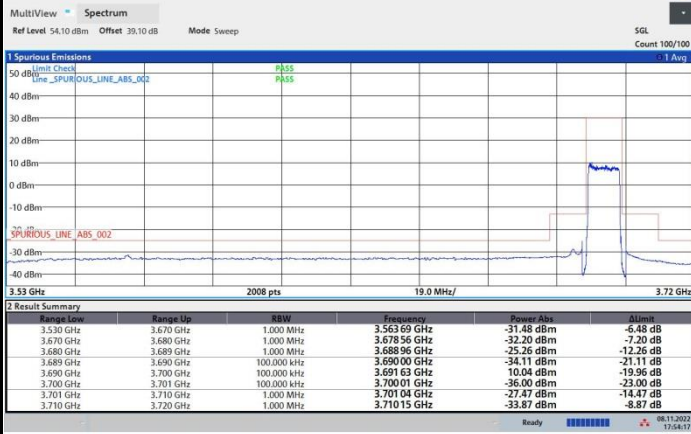 MultiView Spectrum
Ref Level 54.10 dBm Offset 39.10 dB Mode Sweep SGL
Count 100/100
1 Spurious Emissions 1 Avg
Limit Check PASS
50 dBm
Line _SPURIOUS_LINE_ABS_002 PASS
40 dBm
30 dBm
20 dBm
10 dBm
0 dBm
-10 dBm
-20 dBm
_SPURIOUS_LINE_ABS_002
-30 dBm
-40 dBm
3.53 GHz 2008 pts 19.0 MHz/ 3.72 GHz
2 Result Summary
Range Low Range Up RBW Frequency Power Abs ΔLimit
3.530 GHz 3.670 GHz 1.000 MHz 3.563 69 GHz -31.48 dBm -6.48 dB
3.670 GHz 3.680 GHz 1.000 MHz 3.678 56 GHz -32.20 dBm -7.20 dB
3.680 GHz 3.689 GHz 1.000 MHz 3.688 96 GHz -25.26 dBm -12.26 dB
3.689 GHz 3.690 GHz 100.000 kHz 3.690 00 GHz -34.11 dBm -21.11 dB
3.690 GHz 3.700 GHz 100.000 kHz 3.691 63 GHz 10.04 dBm -19.96 dB
3.700 GHz 3.701 GHz 100.000 kHz 3.700 01 GHz -36.00 dBm -23.00 dB
3.701 GHz 3.710 GHz 1.000 MHz 3.701 04 GHz -27.47 dBm -14.47 dB
3.710 GHz 3.720 GHz 1.000 MHz 3.710 15 GHz -33.87 dBm -8.87 dB
Ready 08.11.2022
17:54:17